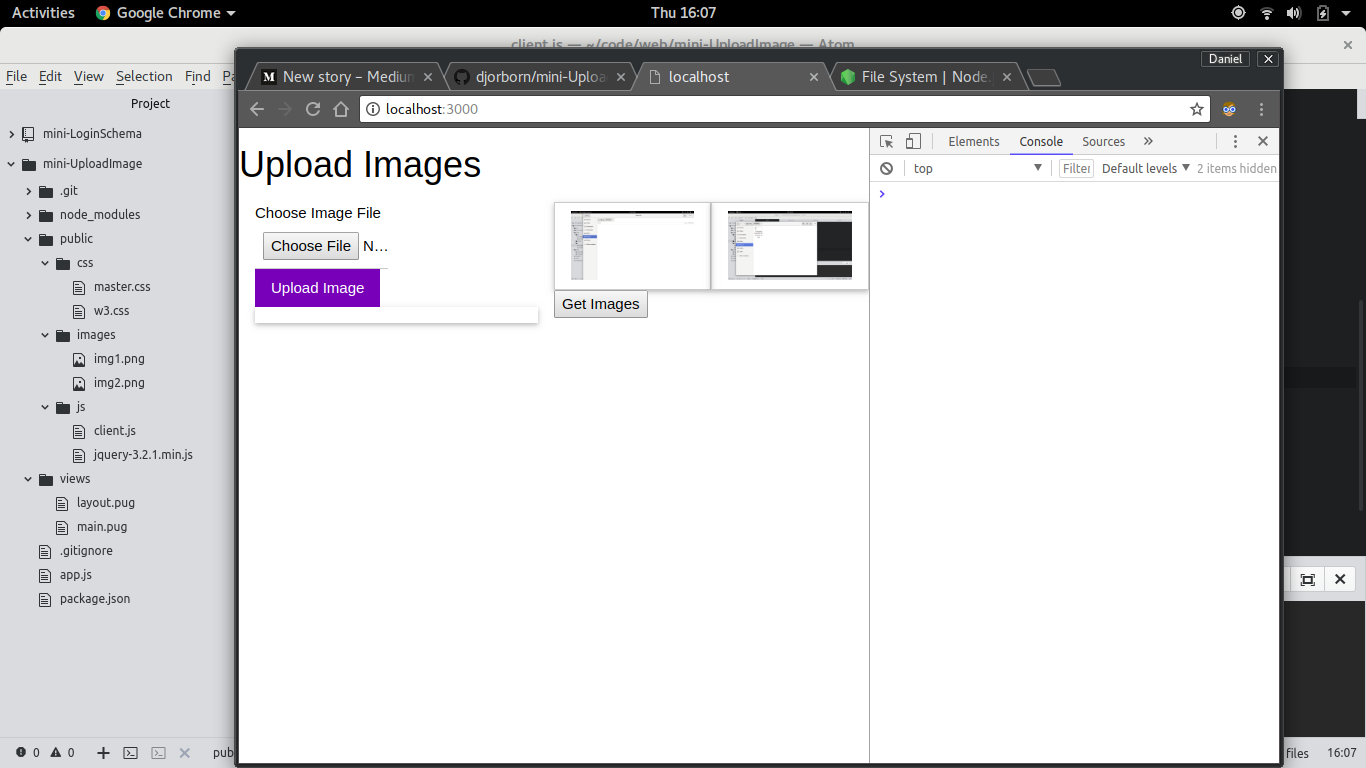 Activities Google Chrome Thu 16:07
client.js — ~/code/web/mini-UploadImage — Atom
File Edit View Selection Find Pa
Project
mini-LoginSchema
mini-UploadImage
.git
node_modules
public
css
master.css
w3.css
images
img1.png
img2.png
js
client.js
jquery-3.2.1.min.js
views
layout.pug
main.pug
.gitignore
app.js
package.json
0 0 pub
files 16:07
Daniel
New story – Medium djorborn/mini-Uploa localhost File System | Node.
localhost:3000
Upload Images
Choose Image File
Choose File N…
Upload Image
Get Images
Elements Console Sources
top Filter Default levels 2 items hidden